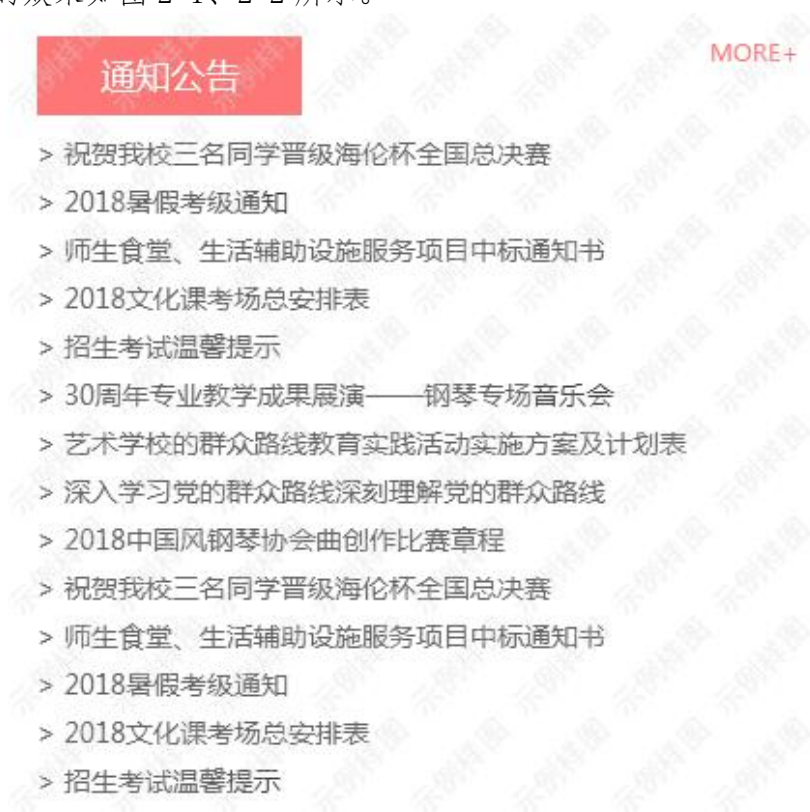 的效果如图2-1、2-2所示。
通知公告
MORE+
> 祝贺我校三名同学晋级海伦杯全国总决赛
> 2018暑假考级通知
> 师生食堂、生活辅助设施服务项目中标通知书
> 2018文化课考场总安排表
> 招生考试温馨提示
> 30周年专业教学成果展演——钢琴专场音乐会
> 艺术学校的群众路线教育实践活动实施方案及计划表
> 深入学习党的群众路线深刻理解党的群众路线
> 2018中国风钢琴协会曲创作比赛章程
> 祝贺我校三名同学晋级海伦杯全国总决赛
> 师生食堂、生活辅助设施服务项目中标通知书
> 2018暑假考级通知
> 2018文化课考场总安排表
> 招生考试温馨提示
示例样图